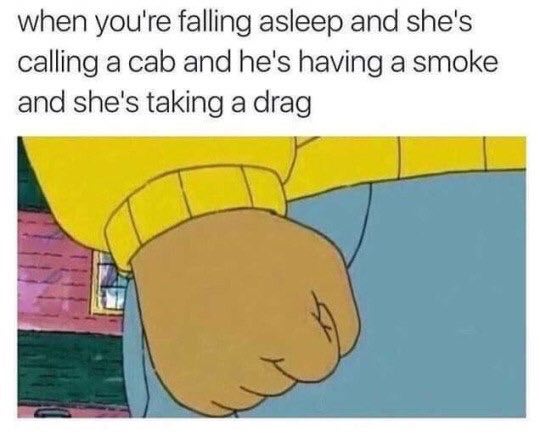 when you're falling asleep and she's
calling a cab and he's having a smoke
and she's taking a drag